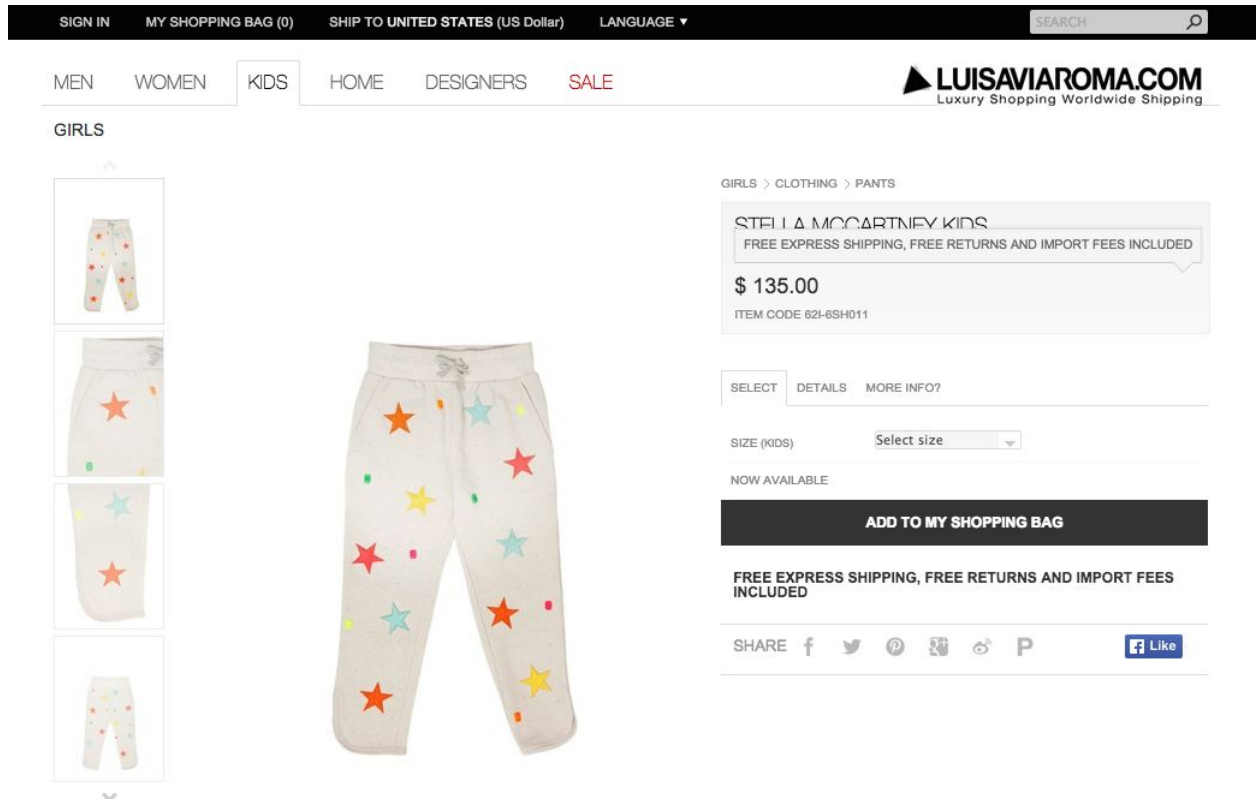 SIGN IN MY SHOPPING BAG (0) SHIP TO UNITED STATES (US Dollar) LANGUAGE ▼ SEARCH
MEN WOMEN KIDS HOME DESIGNERS SALE
LUISAVIAROMA.COM
Luxury Shopping Worldwide Shipping
GIRLS
GIRLS > CLOTHING > PANTS
STELLA MCCARTNEY KIDS
FREE EXPRESS SHIPPING, FREE RETURNS AND IMPORT FEES INCLUDED
$ 135.00
ITEM CODE 62I-6SH011
SELECT DETAILS MORE INFO?
SIZE (KIDS) Select size
NOW AVAILABLE
ADD TO MY SHOPPING BAG
FREE EXPRESS SHIPPING, FREE RETURNS AND IMPORT FEES
INCLUDED
SHARE Like